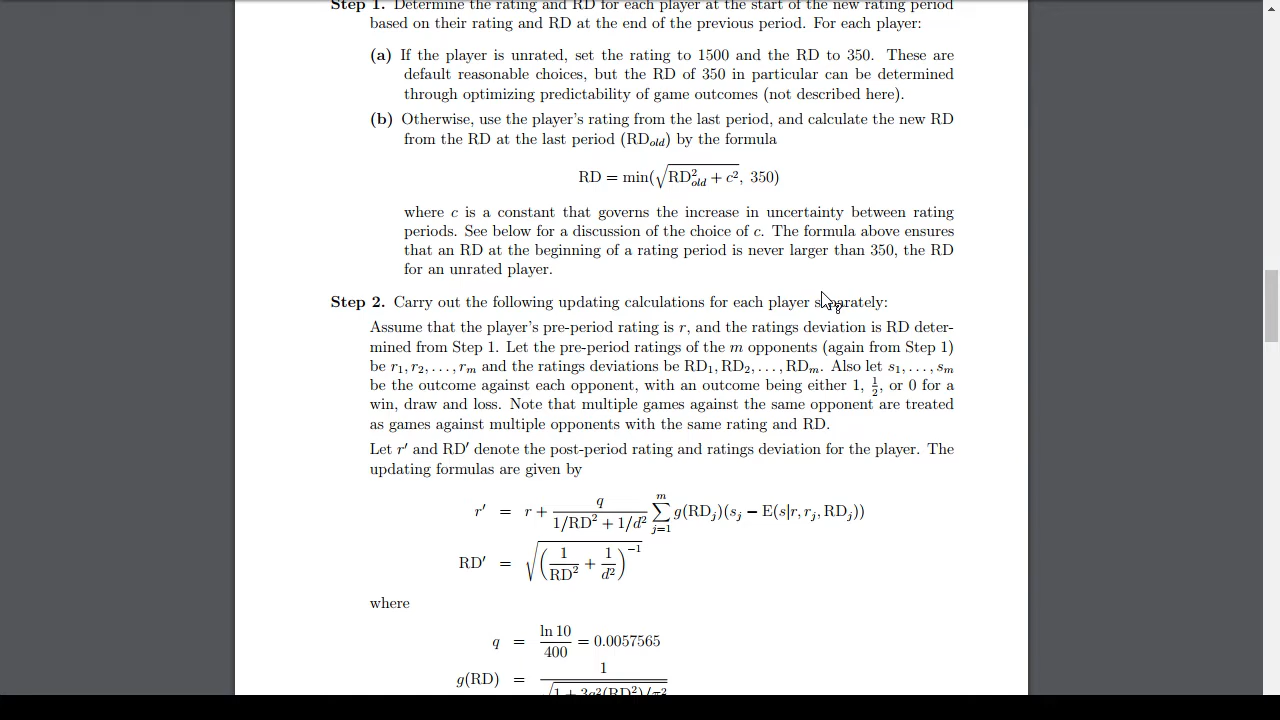 Step 1. Determine the rating and RD for each player at the start of the new rating period
based on their rating and RD at the end of the previous period. For each player:
(a) If the player is unrated, set the rating to 1500 and the RD to 350. These are
default reasonable choices, but the RD of 350 in particular can be determined
through optimizing predictability of game outcomes (not described here).
(b) Otherwise, use the player's rating from the last period, and calculate the new RD
from the RD at the last period (RD_old) by the formula
RD = min(√(RD²_old + c²), 350)
where c is a constant that governs the increase in uncertainty between rating
periods. See below for a discussion of the choice of c. The formula above ensures
that an RD at the beginning of a rating period is never larger than 350, the RD
for an unrated player.
Step 2. Carry out the following updating calculations for each player separately:
Assume that the player's pre-period rating is r, and the ratings deviation is RD deter-
mined from Step 1. Let the pre-period ratings of the m opponents (again from Step 1)
be r₁, r₂, . . . , rₘ and the ratings deviations be RD₁, RD₂, . . . , RDₘ. Also let s₁, . . . , sₘ
be the outcome against each opponent, with an outcome being either 1, ½, or 0 for a
win, draw and loss. Note that multiple games against the same opponent are treated
as games against multiple opponents with the same rating and RD.
Let r′ and RD′ denote the post-period rating and ratings deviation for the player. The
updating formulas are given by
r′ = r + q/(1/RD² + 1/d²) ∑_{j=1}^{m} g(RD_j)(s_j − E(s|r, r_j, RD_j))
RD′ = √((1/RD² + 1/d²)⁻¹)
where
q = ln 10/400 = 0.0057565
g(RD) = 1/√(1 + 3q²(RD²)/π²